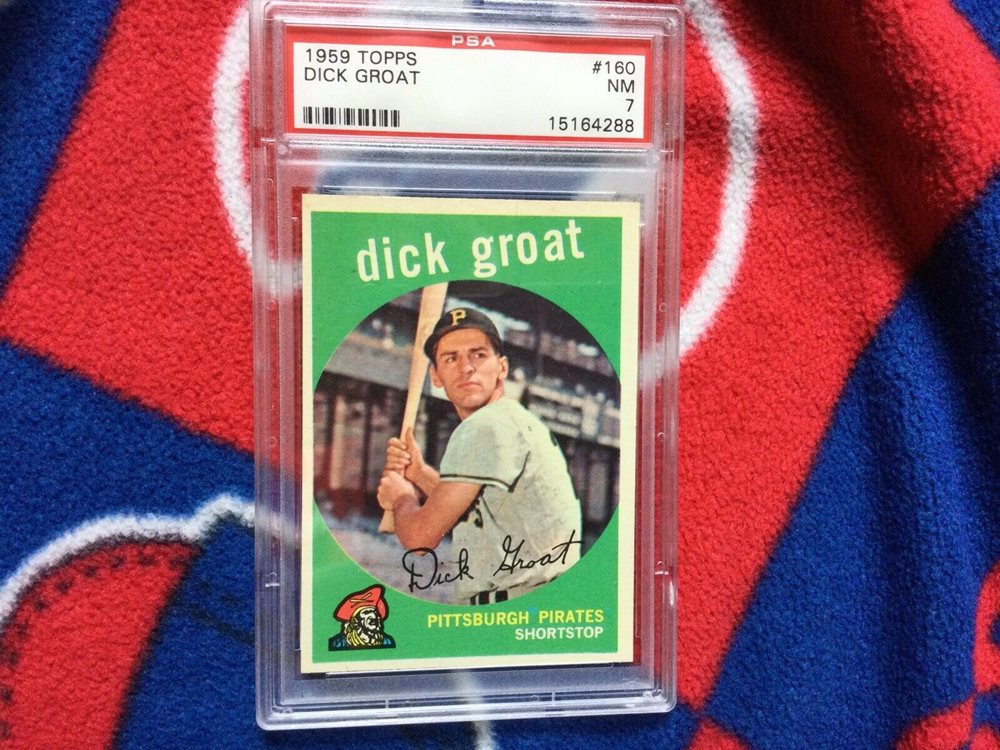 PSA
1959 TOPPS #160
DICK GROAT NM
7
15164288
dick groat
P
Dick Groat
PITTSBURGH PIRATES
SHORTSTOP